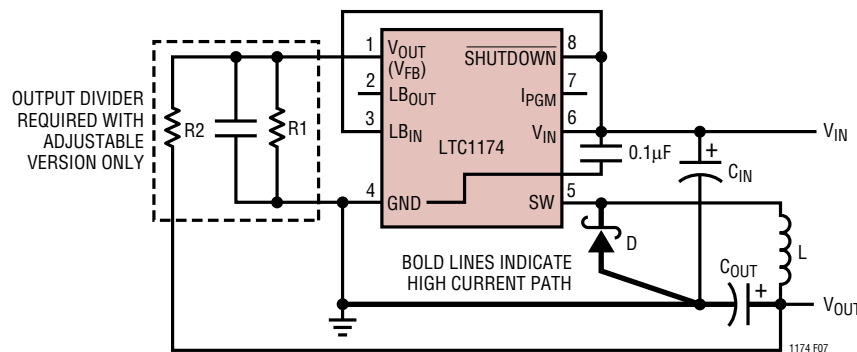 OUTPUT DIVIDER
REQUIRED WITH
ADJUSTABLE
VERSION ONLY
R2
R1
1
2
3
4
VOUT
(VFB)
LBOUT
LBIN
GND
LTC1174
SHUTDOWN
IPGM
VIN
SW
8
7
6
5
0.1µF
VIN
+
CIN
D
L
COUT
+
VOUT
BOLD LINES INDICATE
HIGH CURRENT PATH
1174 F07